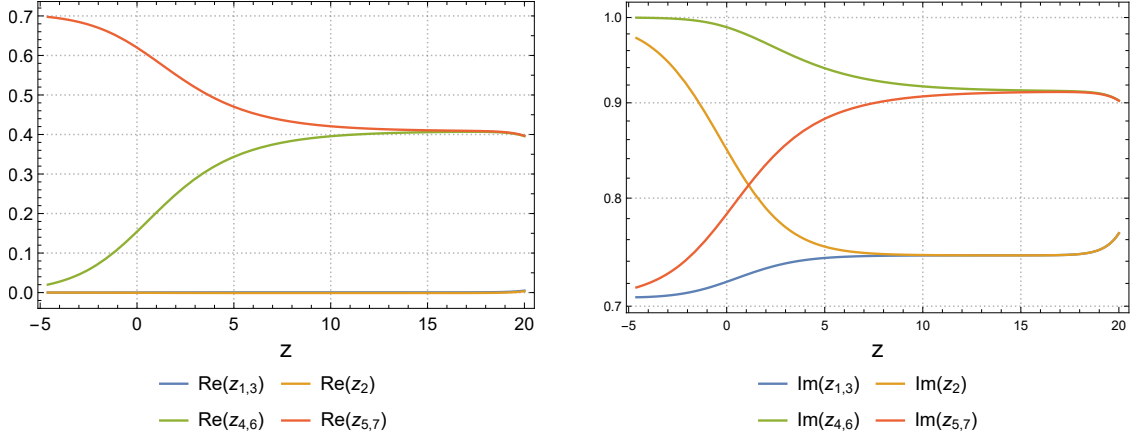 0.7
0.6
0.5
0.4
0.3
0.2
0.1
0.0
−5 0 5 10 15 20
z
Re(z1,3) Re(z2)
Re(z4,6) Re(z5,7)
1.0
0.9
0.8
0.7
−5 0 5 10 15 20
z
Im(z1,3) Im(z2)
Im(z4,6) Im(z5,7)